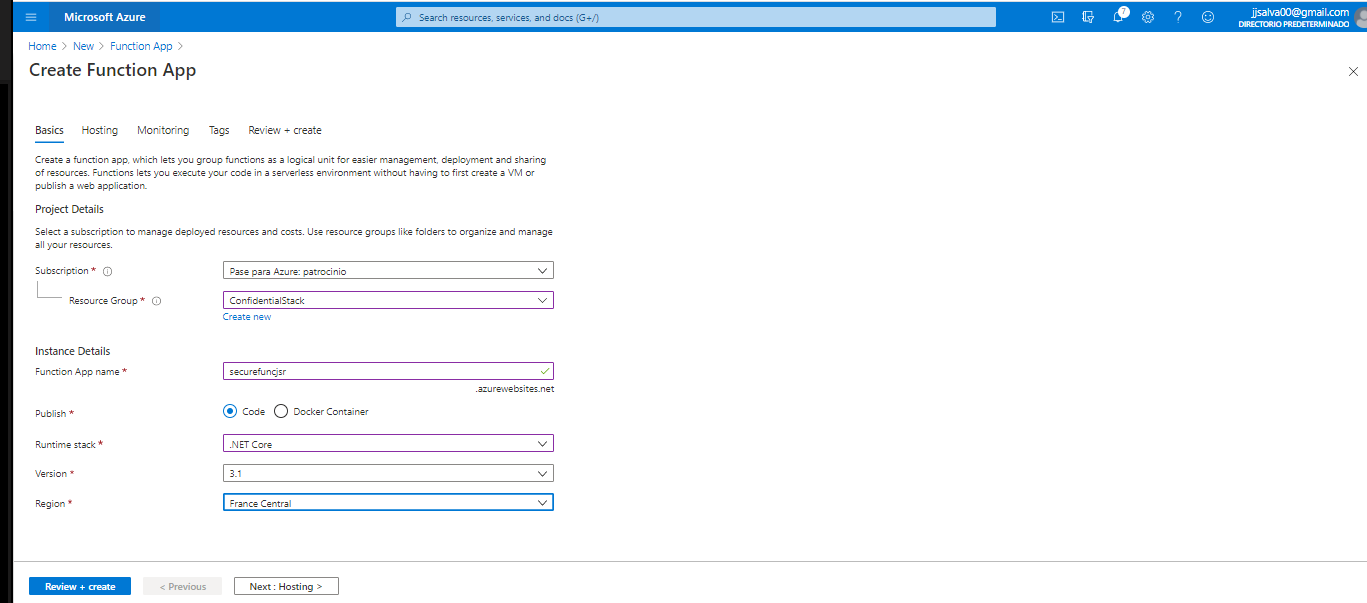 Microsoft Azure
Search resources, services, and docs (G+/)
7
jjsalva00@gmail.com
DIRECTORIO PREDETERMINADO
Home > New > Function App >
Create Function App
Basics Hosting Monitoring Tags Review + create
Create a function app, which lets you group functions as a logical unit for easier management, deployment and sharing
of resources. Functions lets you execute your code in a serverless environment without having to first create a VM or
publish a web application.
Project Details
Select a subscription to manage deployed resources and costs. Use resource groups like folders to organize and manage
all your resources.
Subscription * Pase para Azure: patrocinio
Resource Group * ConfidentialStack
Create new
Instance Details
Function App name * securefuncjsr
.azurewebsites.net
Publish * Code Docker Container
Runtime stack * .NET Core
Version * 3.1
Region * France Central
Review + create < Previous Next : Hosting >